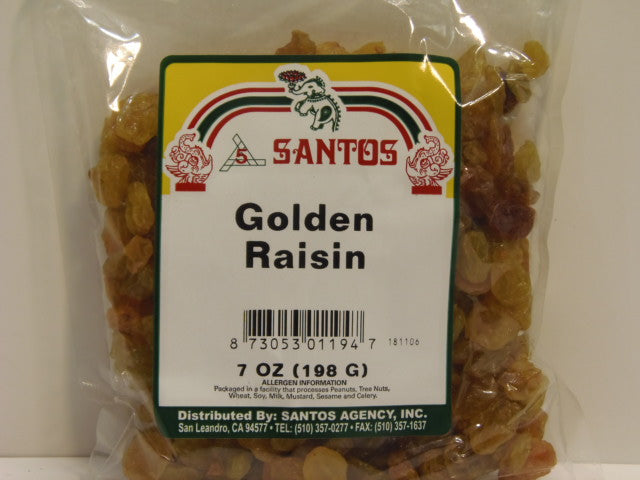 5 SANTOS
Golden
Raisin
8 73053 01194 7 181106
7 OZ (198 G)
ALLERGEN INFORMATION
Packaged in a facility that processes Peanuts, Tree Nuts,
Wheat, Soy, Milk, Mustard, Sesame and Celery.
Distributed By: SANTOS AGENCY, INC.
San Leandro, CA 94577 • TEL: (510) 357-0277 • FAX: (510) 357-1637